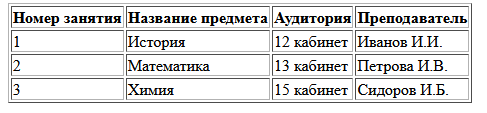 Номер занятия Название предмета Аудитория Преподаватель
1 История 12 кабинет Иванов И.И.
2 Математика 13 кабинет Петрова И.В.
3 Химия 15 кабинет Сидоров И.Б.